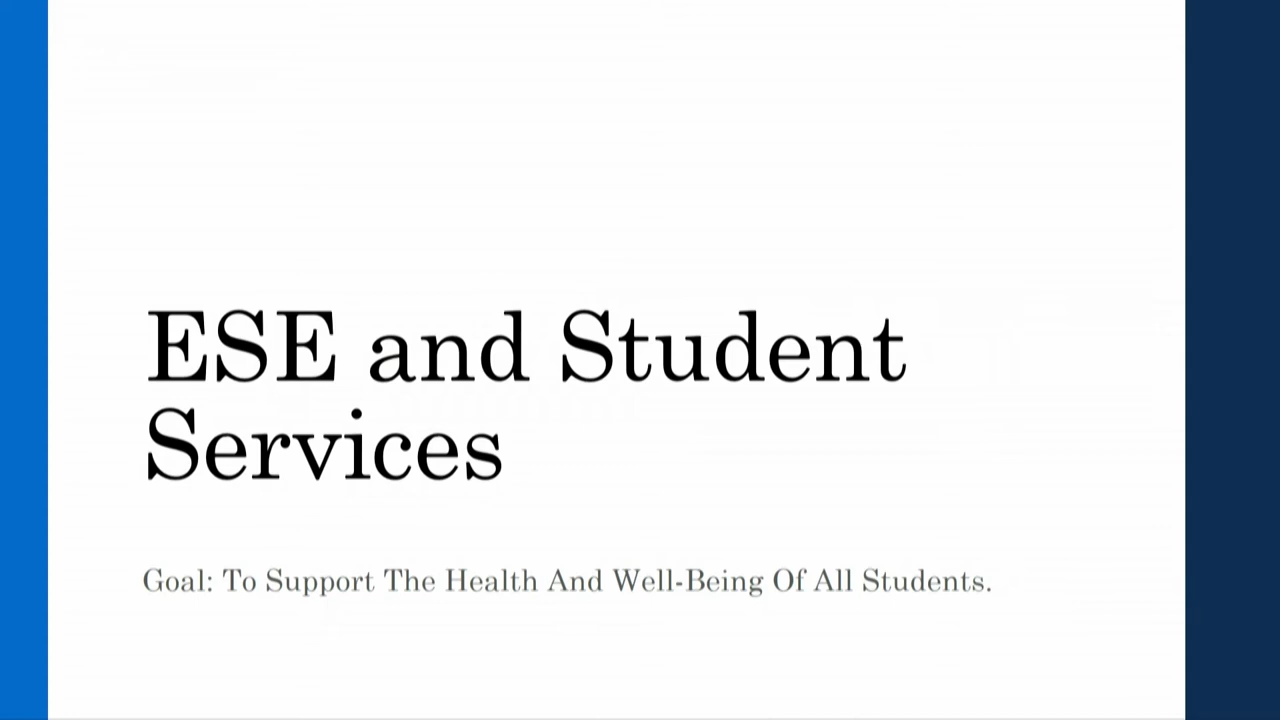 ESE and Student
Services
Goal: To Support The Health And Well-Being Of All Students.